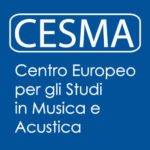 CESMA
Centro Europeo
per gli Studi
in Musica e
Acustica